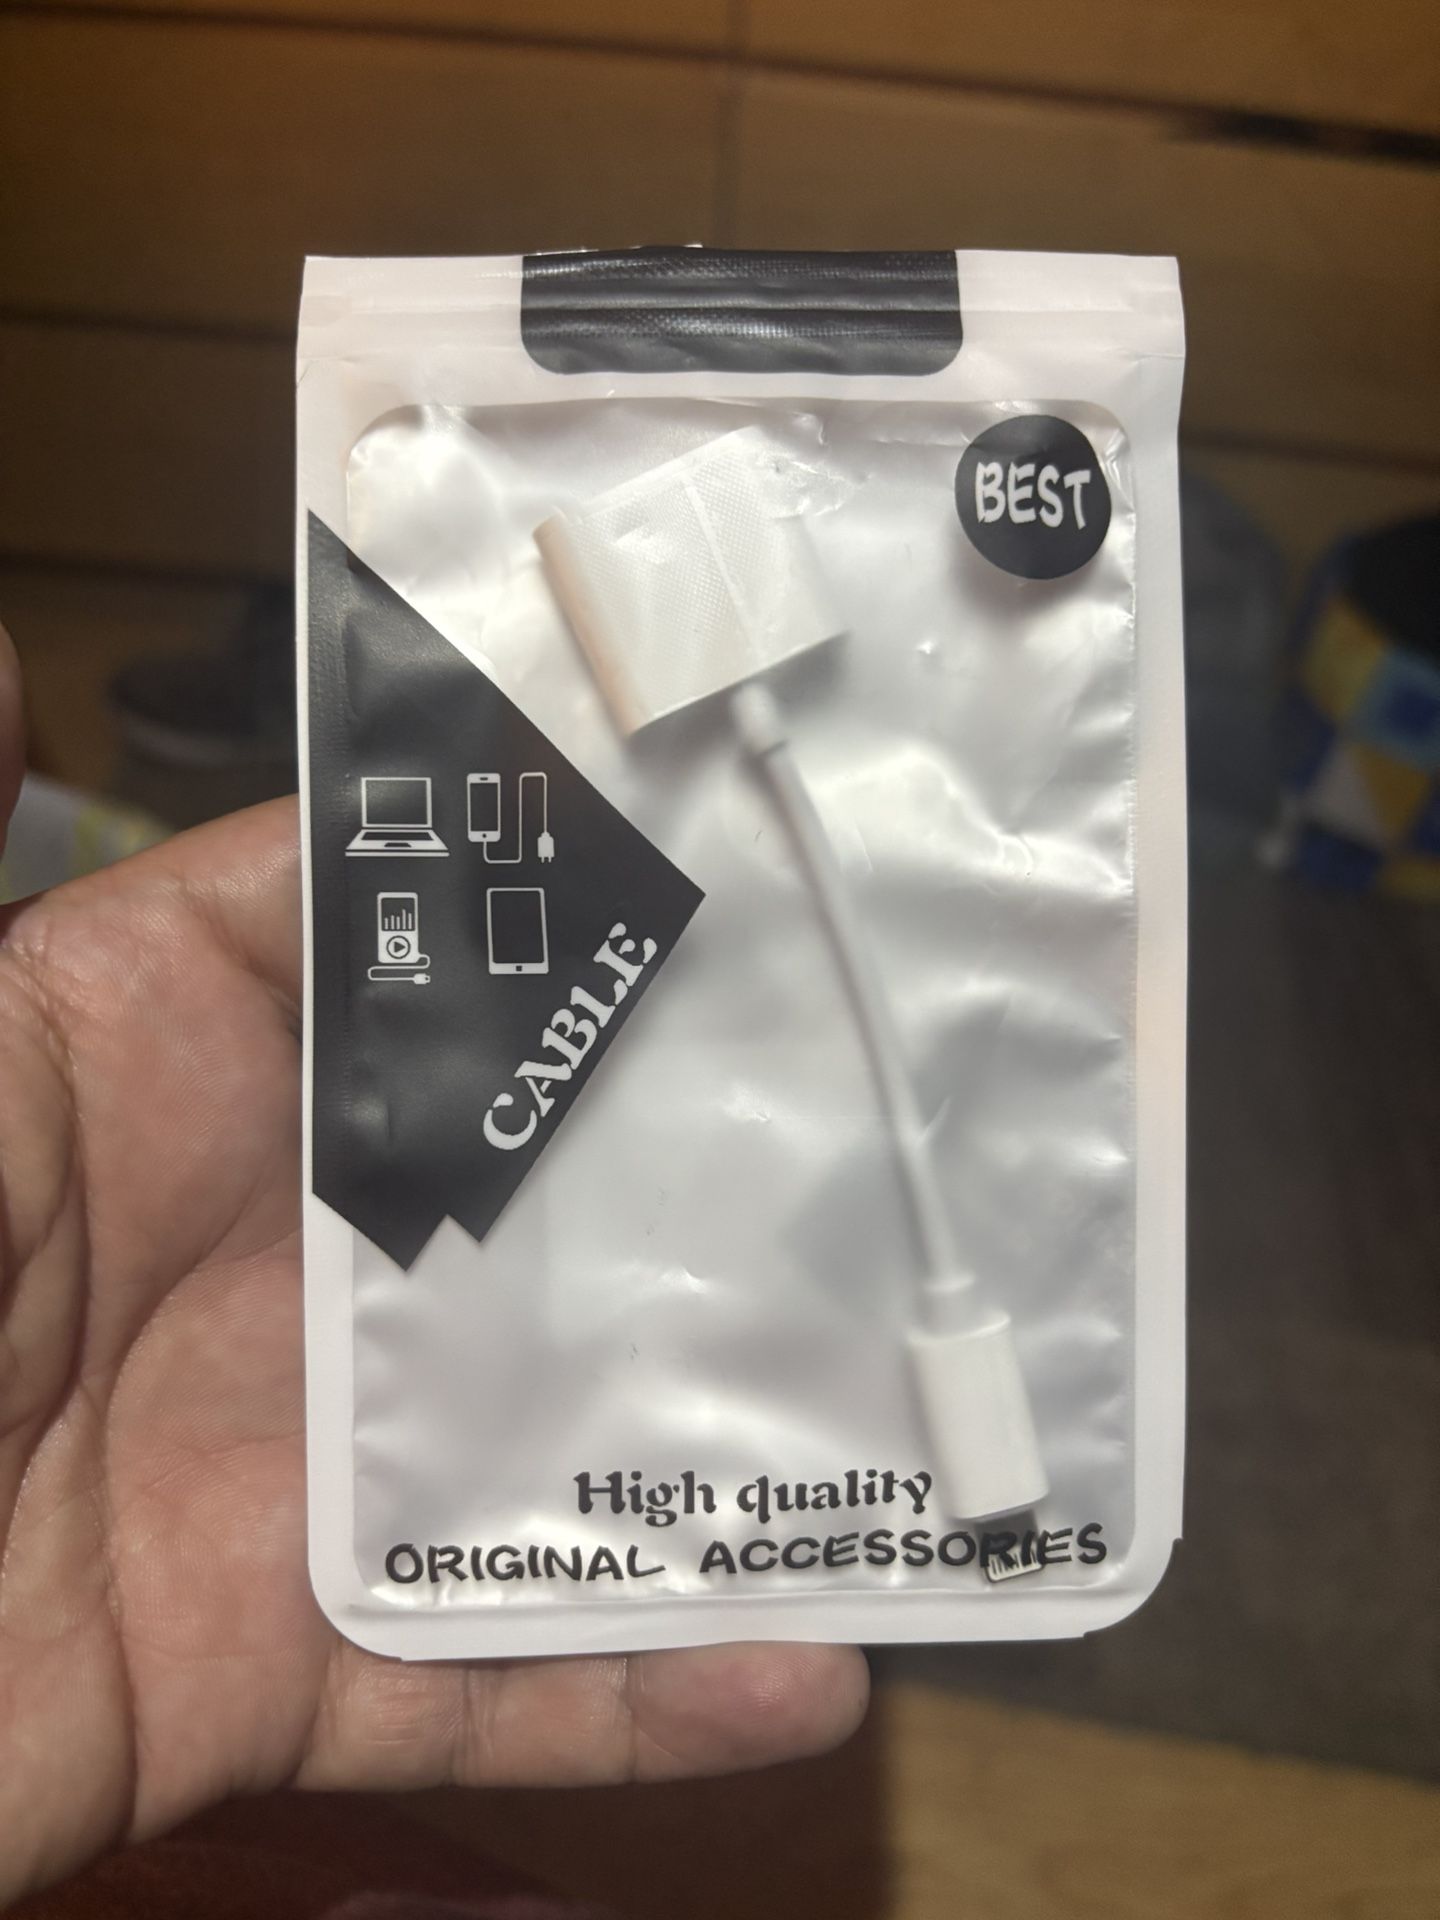 BEST
CABLE
High quality
ORIGINAL ACCESSORIES